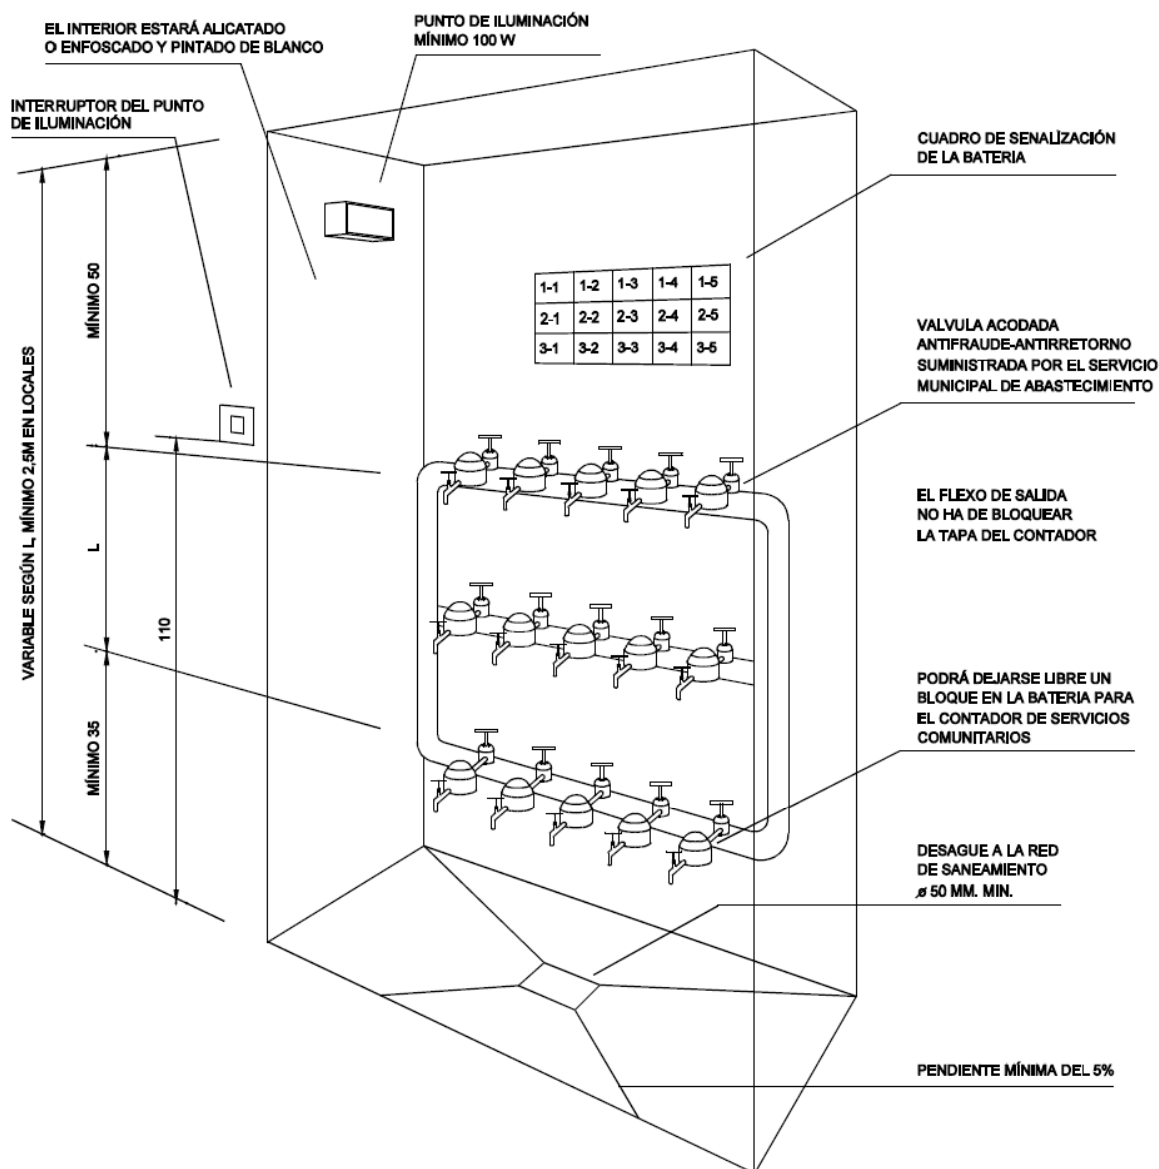 EL INTERIOR ESTARÁ ALICATADO
O ENFOSCADO Y PINTADO DE BLANCO
PUNTO DE ILUMINACIÓN
MÍNIMO 100 W
INTERRUPTOR DEL PUNTO
DE ILUMINACIÓN
CUADRO DE SENALIZACIÓN
DE LA BATERIA
1-1 1-2 1-3 1-4 1-5
2-1 2-2 2-3 2-4 2-5
3-1 3-2 3-3 3-4 3-5
VALVULA ACODADA
ANTIFRAUDE-ANTIRRETORNO
SUMINISTRADA POR EL SERVICIO
MUNICIPAL DE ABASTECIMIENTO
EL FLEXO DE SALIDA
NO HA DE BLOQUEAR
LA TAPA DEL CONTADOR
PODRÁ DEJARSE LIBRE UN
BLOQUE EN LA BATERIA PARA
EL CONTADOR DE SERVICIOS
COMUNITARIOS
DESAGUE A LA RED
DE SANEAMIENTO
ø 50 MM. MIN.
PENDIENTE MÍNIMA DEL 5%
VARIABLE SEGÚN L, MÍNIMO 2,5M EN LOCALES
MÍNIMO 50
L
MÍNIMO 35
110